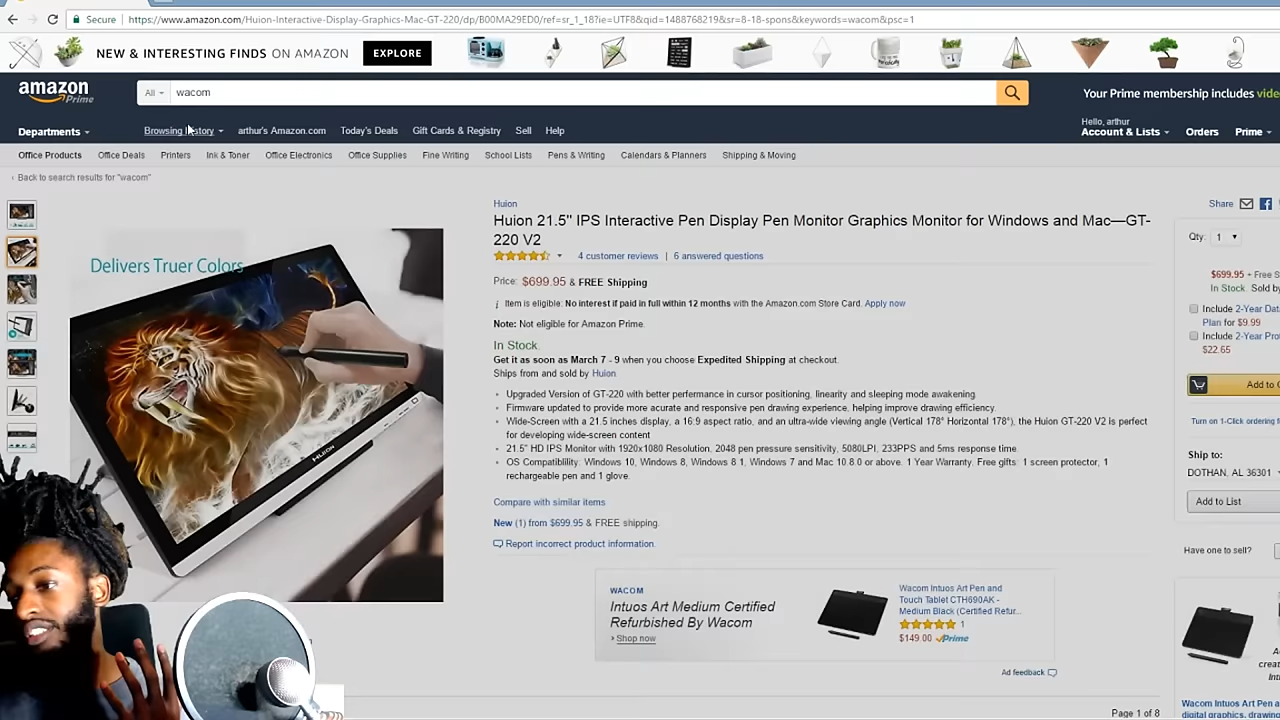 Secure https://www.amazon.com/Huion-Interactive-Display-Graphics-Mac-GT-220/dp/B00MA29ED0/ref=sr_1_18?ie=UTF8&qid=1488768219&sr=8-18-spons&keywords=wacom&psc=1
NEW & INTERESTING FINDS ON AMAZON EXPLORE
amazon Prime
All wacom
Your Prime membership includes vide
Departments Browsing History arthur's Amazon.com Today's Deals Gift Cards & Registry Sell Help
Hello, arthur
Account & Lists Orders Prime
Office Products Office Deals Printers Ink & Toner Office Electronics Office Supplies Fine Writing School Lists Pens & Writing Calendars & Planners Shipping & Moving
‹ Back to search results for "wacom"
Delivers Truer Colors
HUION
Huion
Huion 21.5" IPS Interactive Pen Display Pen Monitor Graphics Monitor for Windows and Mac—GT-
220 V2
4 customer reviews | 6 answered questions
Price: $699.95 & FREE Shipping
Item is eligible: No interest if paid in full within 12 months with the Amazon.com Store Card. Apply now
Note: Not eligible for Amazon Prime.
In Stock.
Get it as soon as March 7 - 9 when you choose Expedited Shipping at checkout.
Ships from and sold by Huion.
Upgraded Version of GT-220 with better performance in cursor positioning, linearity and sleeping mode awakening.
Firmware updated to provide more acurate and responsive pen drawing experience, helping improve drawing efficiency.
Wide-Screen with a 21.5 inches display, a 16:9 aspect ratio, and an ultra-wide viewing angle (Vertical 178° Horizontal 178°), the Huion GT-220 V2 is perfect
for developing wide-screen content
21.5" HD IPS Monitor with 1920x1080 Resolution, 2048 pen pressure sensitivity, 5080LPI, 233PPS and 5ms response time.
OS Compatiblility: Windows 10, Windows 8, Windows 8.1, Windows 7 and Mac 10.8.0 or above. 1 Year Warranty. Free gifts: 1 screen protector, 1
rechargeable pen and 1 glove.
Compare with similar items
New (1) from $699.95 & FREE shipping.
Report incorrect product information.
WACOM
Intuos Art Medium Certified
Refurbished By Wacom
› Shop now
Wacom Intuos Art Pen and
Touch Tablet CTH690AK -
Medium Black (Certified Refur...
1
$149.00 Prime
Ad feedback
Page 1 of 8
Share
Qty: 1
$699.95 + Free S
In Stock. Sold by
Include 2-Year Dat
Plan for $9.99
Include 2-Year Pro
$22.65
Add to C
Turn on 1-Click ordering f
Ship to:
DOTHAN, AL 36301
Add to List
Have one to sell?
Wacom Intuos Art Pen a
digital graphics, drawing